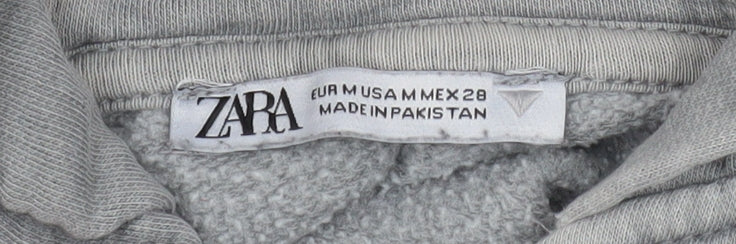 ZARA
EUR M USA M MEX 28
MADE IN PAKISTAN